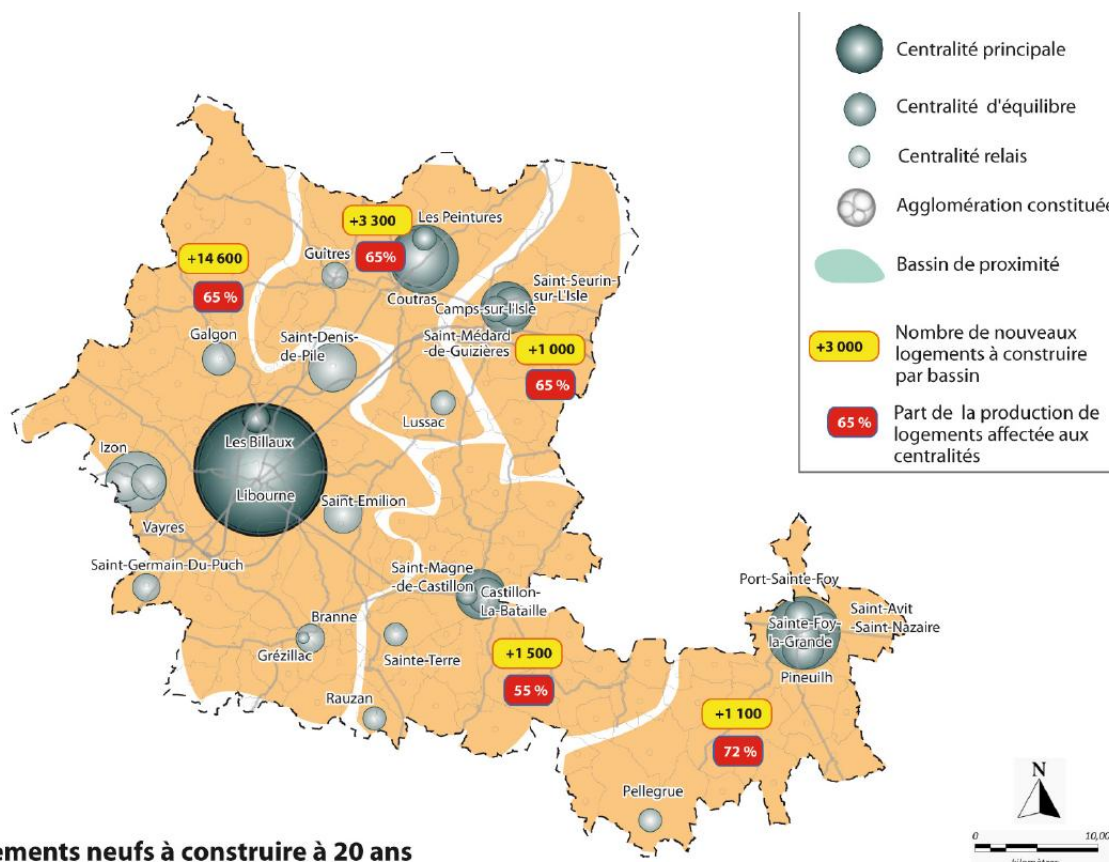 Centralité principale
Centralité d'équilibre
Centralité relais
Agglomération constituée
Bassin de proximité
+3 000
Nombre de nouveaux
logements à construire
par bassin
65 %
Part de la production de
logements affectée aux
centralités
+3 300
65%
Les Peintures
Guitres
Coutras
+14 600
65 %
Galgon
Saint-Denis-
de-Pile
Saint-Seurin-
sur-L'Isle
Camps-sur-l'Isle
Saint-Médard
-de-Guizières
+1 000
65 %
Lussac
Les Billaux
Libourne
Izon
Vayres
Saint-Emilion
Saint-Germain-Du-Puch
Saint-Magne
-de-Castillon
Castillon-
La-Bataille
Branne
Grézillac
Sainte-Terre
Rauzan
+1 500
55 %
Port-Sainte-Foy
Saint-Avit
-Saint-Nazaire
Sainte-Foy-
la-Grande
Pineuilh
+1 100
72 %
Pellegrue
N
0 10,00
kilomètres
ements neufs à construire à 20 ans